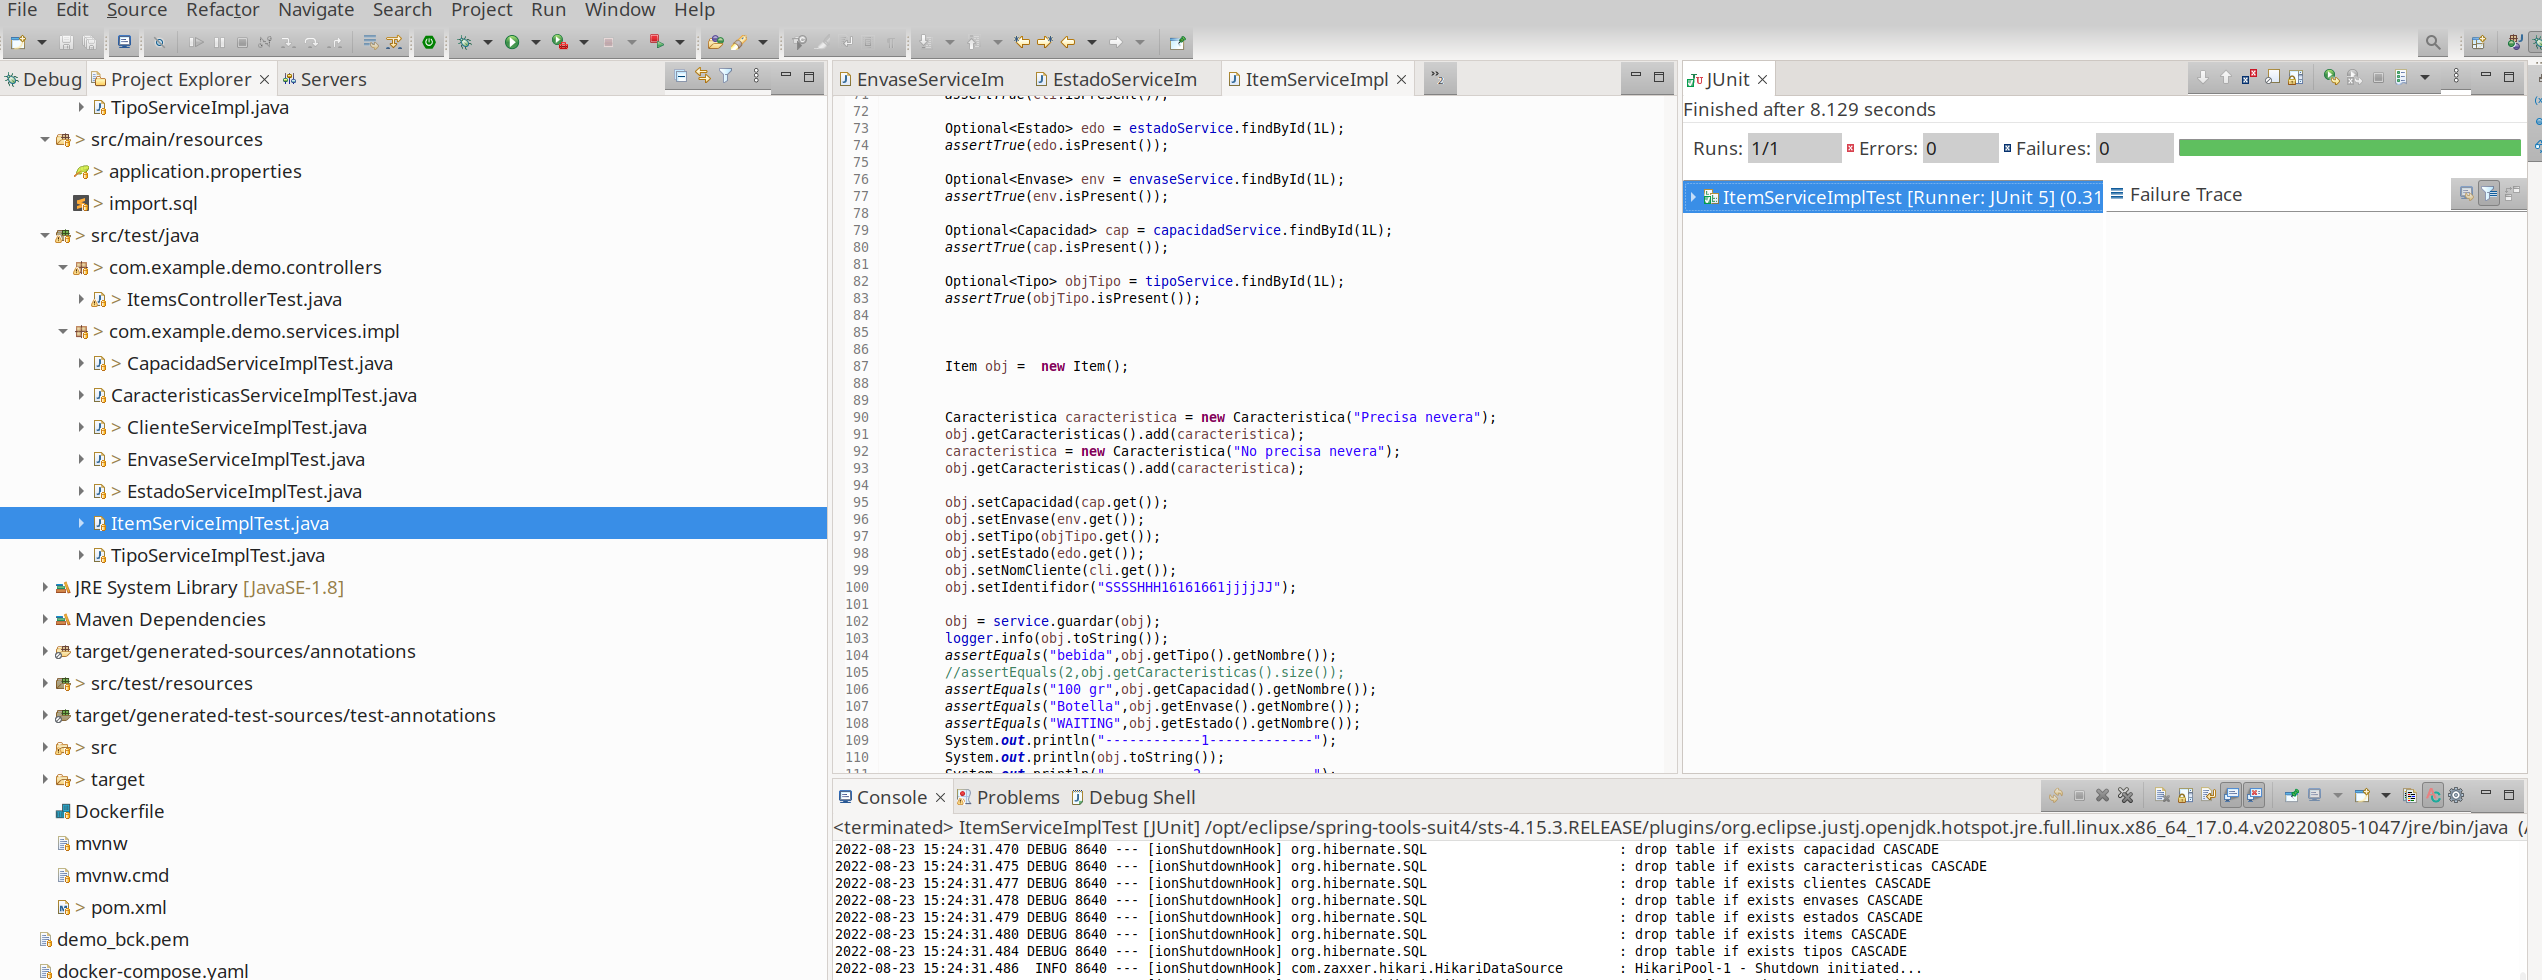 File Edit Source Refactor Navigate Search Project Run Window Help
Debug Project Explorer Servers
TipoServiceImpl.java
> src/main/resources
> application.properties
> import.sql
> src/test/java
> com.example.demo.controllers
> ItemsControllerTest.java
> com.example.demo.services.impl
> CapacidadServiceImplTest.java
CaracteristicasServiceImplTest.java
> ClienteServiceImplTest.java
> EnvaseServiceImplTest.java
> EstadoServiceImplTest.java
ItemServiceImplTest.java
TipoServiceImplTest.java
JRE System Library [JavaSE-1.8]
Maven Dependencies
target/generated-sources/annotations
> src/test/resources
target/generated-test-sources/test-annotations
> src
> target
Dockerfile
mvnw
mvnw.cmd
> pom.xml
demo_bck.pem
docker-compose.yaml
EnvaseServiceIm EstadoServiceIm ItemServiceImpl »2
71 assertTrue(cli.isPresent());
72
73 Optional<Estado> edo = estadoService.findById(1L);
74 assertTrue(edo.isPresent());
75
76 Optional<Envase> env = envaseService.findById(1L);
77 assertTrue(env.isPresent());
78
79 Optional<Capacidad> cap = capacidadService.findById(1L);
80 assertTrue(cap.isPresent());
81
82 Optional<Tipo> objTipo = tipoService.findById(1L);
83 assertTrue(objTipo.isPresent());
84
85
86
87 Item obj =  new Item();
88
89
90 Caracteristica caracteristica = new Caracteristica("Precisa nevera");
91 obj.getCaracteristicas().add(caracteristica);
92 caracteristica = new Caracteristica("No precisa nevera");
93 obj.getCaracteristicas().add(caracteristica);
94
95 obj.setCapacidad(cap.get());
96 obj.setEnvase(env.get());
97 obj.setTipo(objTipo.get());
98 obj.setEstado(edo.get());
99 obj.setNomCliente(cli.get());
100 obj.setIdentifidor("SSSSHHH16161661jjjjJJ");
101
102 obj = service.guardar(obj);
103 logger.info(obj.toString());
104 assertEquals("bebida",obj.getTipo().getNombre());
105 //assertEquals(2,obj.getCaracteristicas().size());
106 assertEquals("100 gr",obj.getCapacidad().getNombre());
107 assertEquals("Botella",obj.getEnvase().getNombre());
108 assertEquals("WAITING",obj.getEstado().getNombre());
109 System.out.println("------------1-------------");
110 System.out.println(obj.toString());
JUnit
Finished after 8.129 seconds
Runs: 1/1 Errors: 0 Failures: 0
ItemServiceImplTest [Runner: JUnit 5] (0.31
Failure Trace
Console Problems Debug Shell
<terminated> ItemServiceImplTest [JUnit] /opt/eclipse/spring-tools-suit4/sts-4.15.3.RELEASE/plugins/org.eclipse.justj.openjdk.hotspot.jre.full.linux.x86_64_17.0.4.v20220805-1047/jre/bin/java
2022-08-23 15:24:31.470 DEBUG 8640 --- [ionShutdownHook] org.hibernate.SQL : drop table if exists capacidad CASCADE
2022-08-23 15:24:31.475 DEBUG 8640 --- [ionShutdownHook] org.hibernate.SQL : drop table if exists caracteristicas CASCADE
2022-08-23 15:24:31.477 DEBUG 8640 --- [ionShutdownHook] org.hibernate.SQL : drop table if exists clientes CASCADE
2022-08-23 15:24:31.478 DEBUG 8640 --- [ionShutdownHook] org.hibernate.SQL : drop table if exists envases CASCADE
2022-08-23 15:24:31.479 DEBUG 8640 --- [ionShutdownHook] org.hibernate.SQL : drop table if exists estados CASCADE
2022-08-23 15:24:31.480 DEBUG 8640 --- [ionShutdownHook] org.hibernate.SQL : drop table if exists items CASCADE
2022-08-23 15:24:31.484 DEBUG 8640 --- [ionShutdownHook] org.hibernate.SQL : drop table if exists tipos CASCADE
2022-08-23 15:24:31.486  INFO 8640 --- [ionShutdownHook] com.zaxxer.hikari.HikariDataSource : HikariPool-1 - Shutdown initiated...